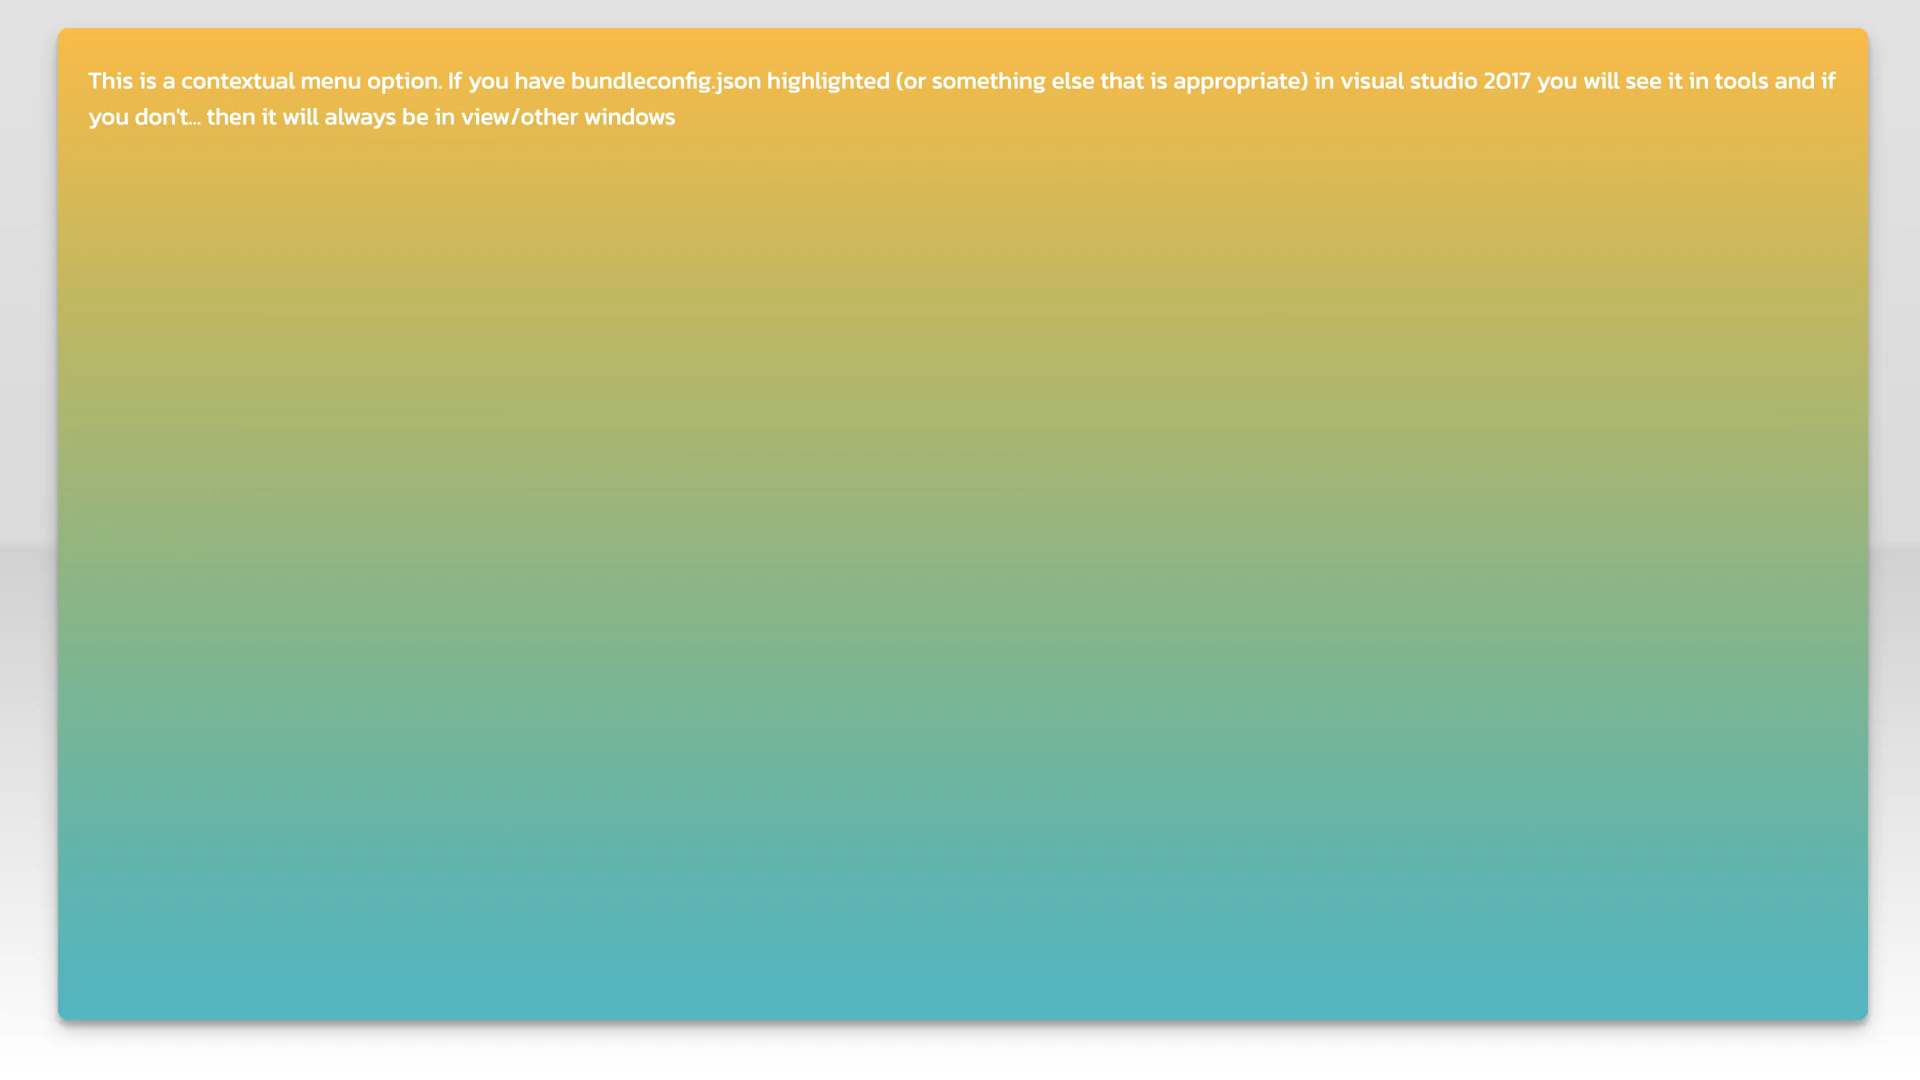 This is a contextual menu option. If you have bundleconfig.json highlighted (or something else that is appropriate) in visual studio 2017 you will see it in tools and if
you don't... then it will always be in view/other windows